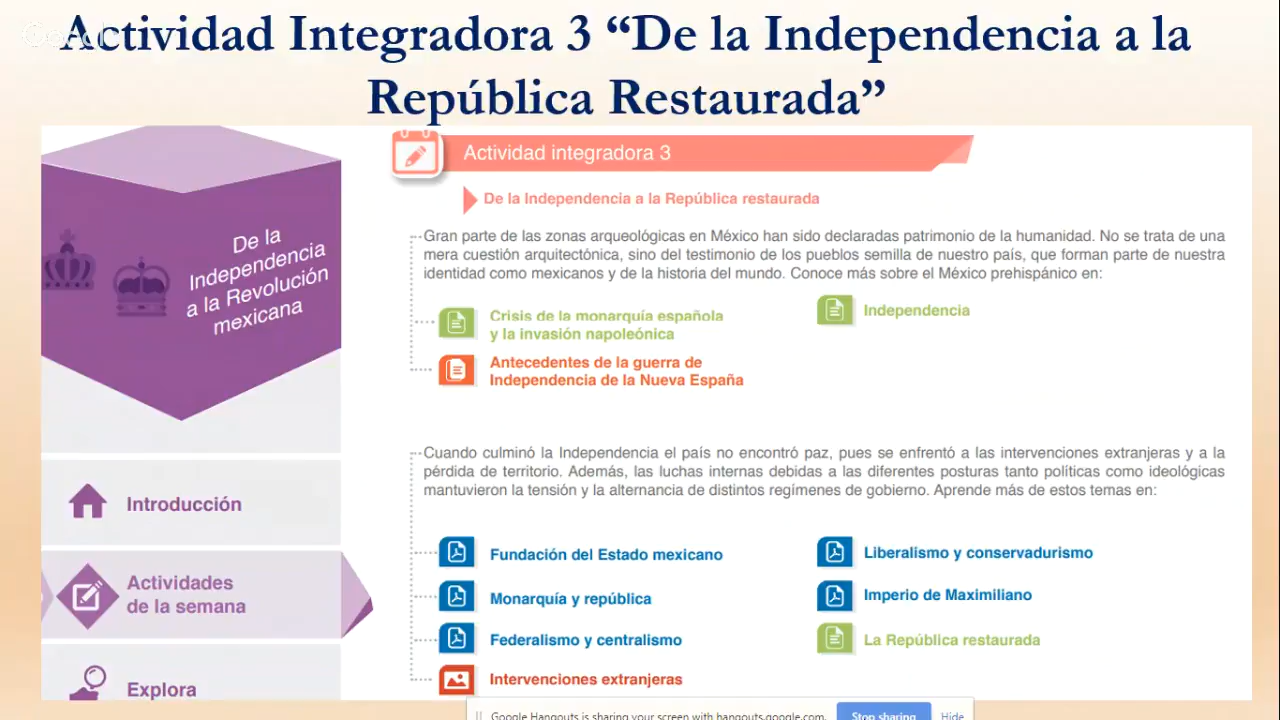 Actividad Integradora 3 “De la Independencia a la
República Restaurada”
De la
Independencia
a la Revolución
mexicana
Introducción
Actividades
de la semana
Explora
Actividad integradora 3
De la Independencia a la República restaurada
Gran parte de las zonas arqueológicas en México han sido declaradas patrimonio de la humanidad. No se trata de una
mera cuestión arquitectónica, sino del testimonio de los pueblos semilla de nuestro país, que forman parte de nuestra
identidad como mexicanos y de la historia del mundo. Conoce más sobre el México prehispánico en:
Crisis de la monarquía española
y la invasión napoleónica
Independencia
Antecedentes de la guerra de
Independencia de la Nueva España
Cuando culminó la Independencia el país no encontró paz, pues se enfrentó a las intervenciones extranjeras y a la
pérdida de territorio. Además, las luchas internas debidas a las diferentes posturas tanto políticas como ideológicas
mantuvieron la tensión y la alternancia de distintos regímenes de gobierno. Aprende más de estos temas en:
Fundación del Estado mexicano
Liberalismo y conservadurismo
Monarquía y república
Imperio de Maximiliano
Federalismo y centralismo
La República restaurada
Intervenciones extranjeras
Google Hangouts is sharing your screen with hangouts.google.com.
Stop sharing
Hide